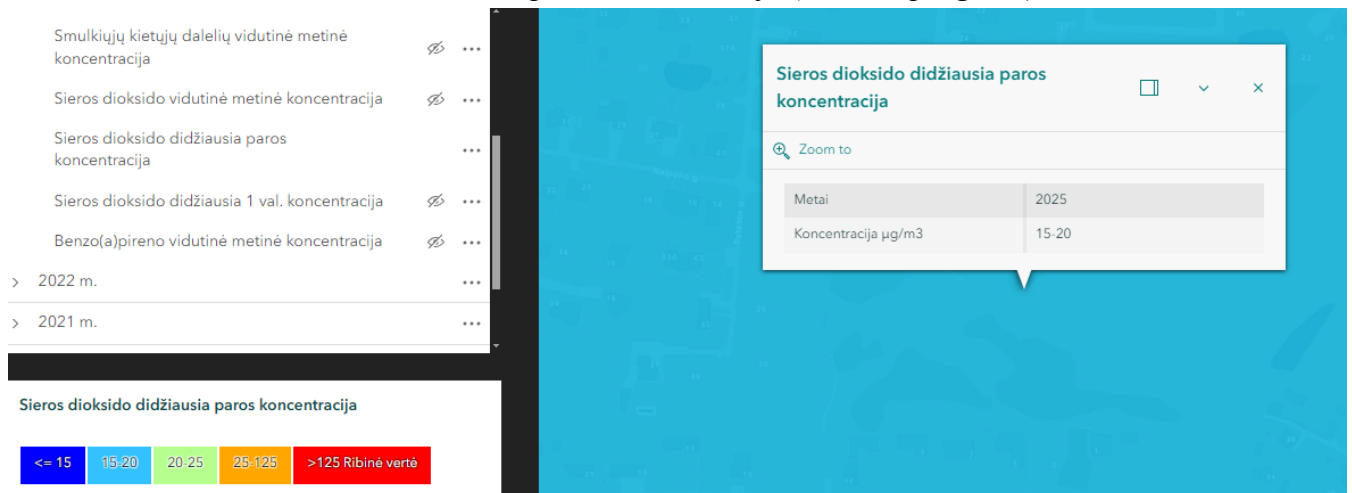 Smulkiųjų kietųjų dalelių vidutinė metinė
koncentracija
Sieros dioksido vidutinė metinė koncentracija
Sieros dioksido didžiausia paros
koncentracija
Sieros dioksido didžiausia 1 val. koncentracija
Benzo(a)pireno vidutinė metinė koncentracija
2022 m.
2021 m.
Sieros dioksido didžiausia paros koncentracija
<= 15 15-20 20-25 25-125 >125 Ribinė vertė
Sieros dioksido didžiausia paros
koncentracija
Zoom to
Metai 2025
Koncentracija µg/m3 15-20